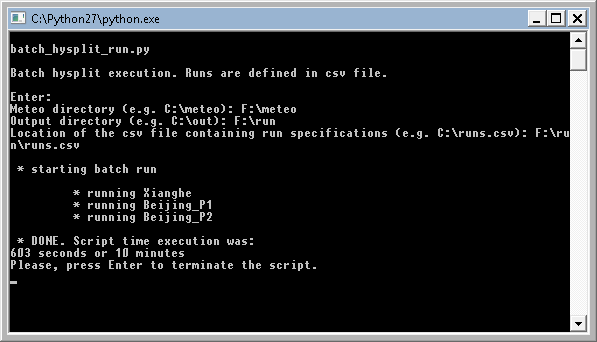 C:\Python27\python.exe
batch_hysplit_run.py
Batch hysplit execution. Runs are defined in csv file.
Enter:
Meteo directory (e.g. C:\meteo): F:\meteo
Output directory (e.g. C:\out): F:\run
Location of the csv file containing run specifications (e.g. C:\runs.csv): F:\ru
n\runs.csv
* starting batch run
* running Xianghe
* running Beijing_P1
* running Beijing_P2
* DONE. Script time execution was:
603 seconds or 10 minutes
Please, press Enter to terminate the script.